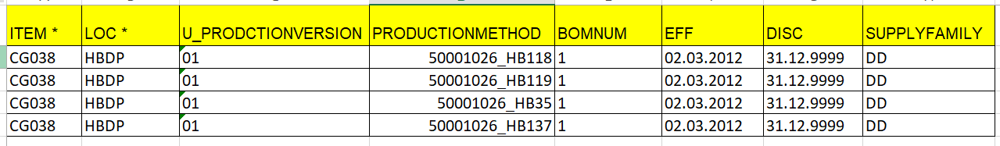 ITEM * LOC * U_PRODCTIONVERSION PRODUCTIONMETHOD BOMNUM EFF DISC SUPPLYFAMILY
CG038 HBDP 01 50001026_HB118 1 02.03.2012 31.12.9999 DD
CG038 HBDP 01 50001026_HB119 1 02.03.2012 31.12.9999 DD
CG038 HBDP 01 50001026_HB35 1 02.03.2012 31.12.9999 DD
CG038 HBDP 01 50001026_HB137 1 02.03.2012 31.12.9999 DD